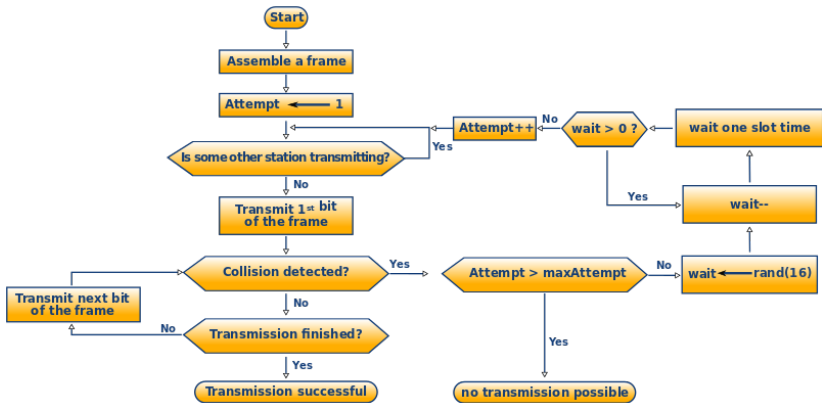 Start
Assemble a frame
Attempt 1
Is some other station transmitting?
Yes
No
Transmit 1st bit
of the frame
Collision detected?
Yes
No
Transmit next bit
of the frame
No
Transmission finished?
Yes
Transmission successful
Attempt > maxAttempt
Yes
no transmission possible
No
wait rand(16)
wait--
wait one slot time
wait > 0 ?
Yes
No
Attempt++